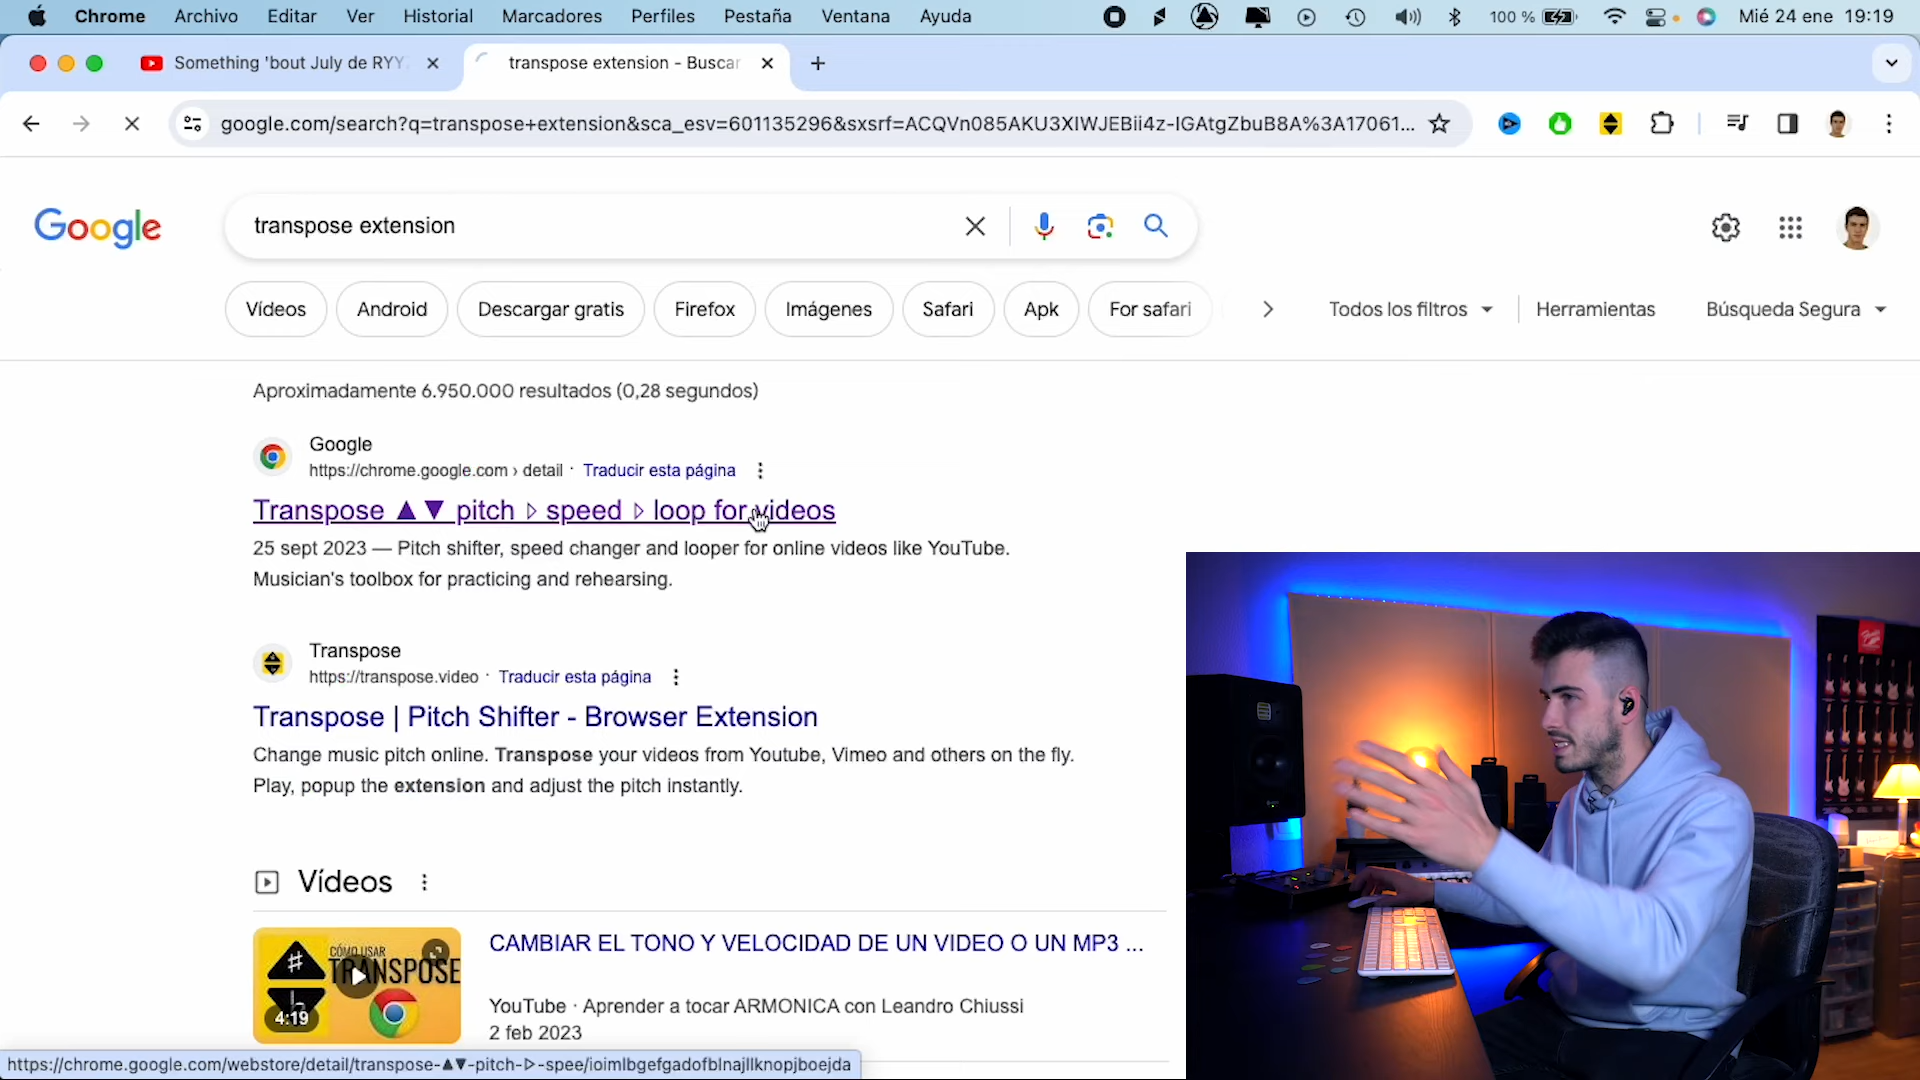 Chrome Archivo Editar Ver Historial Marcadores Perfiles Pestaña Ventana Ayuda 100 % Mié 24 ene 19:19
Something 'bout July de RYYZ
transpose extension - Buscar
google.com/search?q=transpose+extension&sca_esv=601135296&sxsrf=ACQVn085AKU3XIWJEBii4z-IGAtgZbuB8A%3A17061...
Google
transpose extension
Vídeos Android Descargar gratis Firefox Imágenes Safari Apk For safari Todos los filtros Herramientas Búsqueda Segura
Aproximadamente 6.950.000 resultados (0,28 segundos)
Google
https://chrome.google.com › detail · Traducir esta página
Transpose ▲▼ pitch ▹ speed ▹ loop for videos
25 sept 2023 — Pitch shifter, speed changer and looper for online videos like YouTube.
Musician's toolbox for practicing and rehearsing.
Transpose
https://transpose.video · Traducir esta página
Transpose | Pitch Shifter - Browser Extension
Change music pitch online. Transpose your videos from Youtube, Vimeo and others on the fly.
Play, popup the extension and adjust the pitch instantly.
Vídeos
CÓMO USAR
TRANSPOSE
4:19
CAMBIAR EL TONO Y VELOCIDAD DE UN VIDEO O UN MP3 ...
YouTube · Aprender a tocar ARMONICA con Leandro Chiussi
2 feb 2023
https://chrome.google.com/webstore/detail/transpose-▲▼-pitch-▹-spee/ioimlbgefgadofblnajllknopjboejda